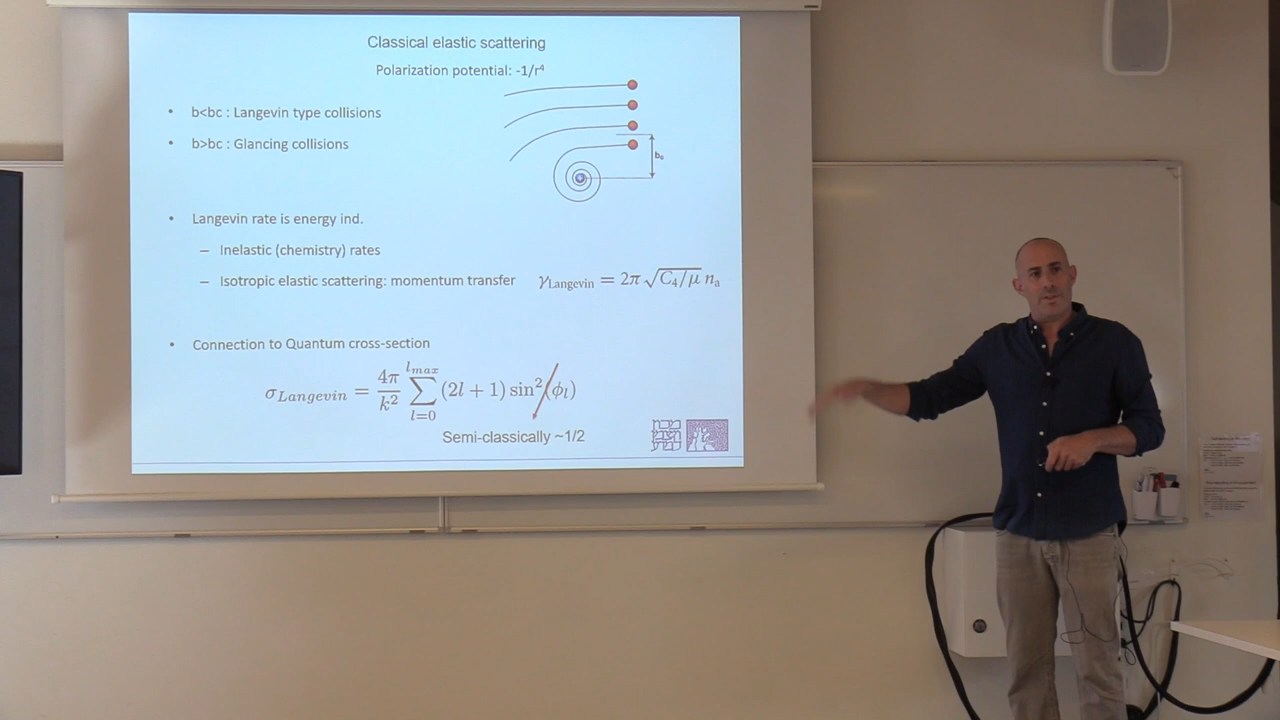 Classical elastic scattering
Polarization potential: -1/r⁴
• b<bc : Langevin type collisions
• b>bc : Glancing collisions
b_c
• Langevin rate is energy ind.
– Inelastic (chemistry) rates
– Isotropic elastic scattering: momentum transfer γ_Langevin = 2π √(C₄/μ) n_a
• Connection to Quantum cross-section
σ_Langevin = 4π/k² ∑_{l=0}^{l_max} (2l + 1) sin²(ϕ_l)
Semi-classically ~1/2